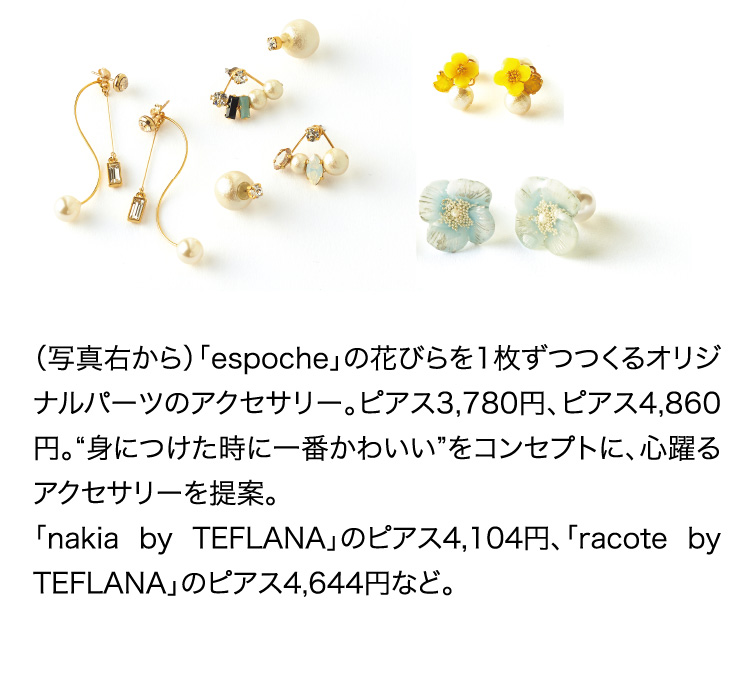 （写真右から）「espoche」の花びらを1枚ずつつくるオリジ
ナルパーツのアクセサリー。ピアス3,780円、ピアス4,860
円。“身につけた時に一番かわいい”をコンセプトに、心躍る
アクセサリーを提案。
「nakia by TEFLANA」のピアス4,104円、「racote by
TEFLANA」のピアス4,644円など。